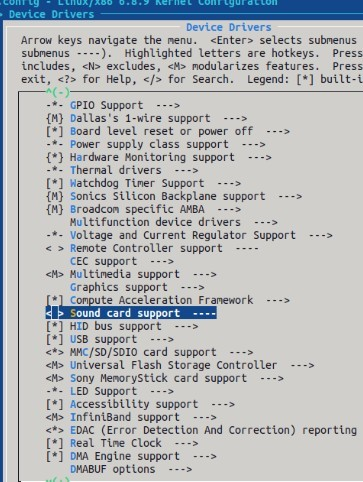 .config - Linux/x86 6.8.9 Kernel Configuration
> Device Drivers
Device Drivers
Arrow keys navigate the menu. <Enter> selects submenus
submenus ----). Highlighted letters are hotkeys. Press
includes, <N> excludes, <M> modularizes features. Press
exit, <?> for Help, </> for Search. Legend: [*] built-i
^(-)
-*- GPIO Support --->
{M} Dallas's 1-wire support --->
[*] Board level reset or power off --->
-*- Power supply class support --->
{*} Hardware Monitoring support --->
-*- Thermal drivers --->
[*] Watchdog Timer Support --->
{M} Sonics Silicon Backplane support --->
{M} Broadcom specific AMBA --->
Multifunction device drivers --->
-*- Voltage and Current Regulator Support --->
< > Remote Controller support ----
CEC support --->
<M> Multimedia support --->
Graphics support --->
[*] Compute Acceleration Framework --->
< > Sound card support ----
[*] HID bus support --->
[*] USB support --->
<*> MMC/SD/SDIO card support --->
<M> Universal Flash Storage Controller --->
<M> Sony MemoryStick card support --->
-*- LED Support --->
[*] Accessibility support --->
<M> InfiniBand support --->
<*> EDAC (Error Detection And Correction) reporting
[*] Real Time Clock --->
[*] DMA Engine support --->
DMABUF options --->